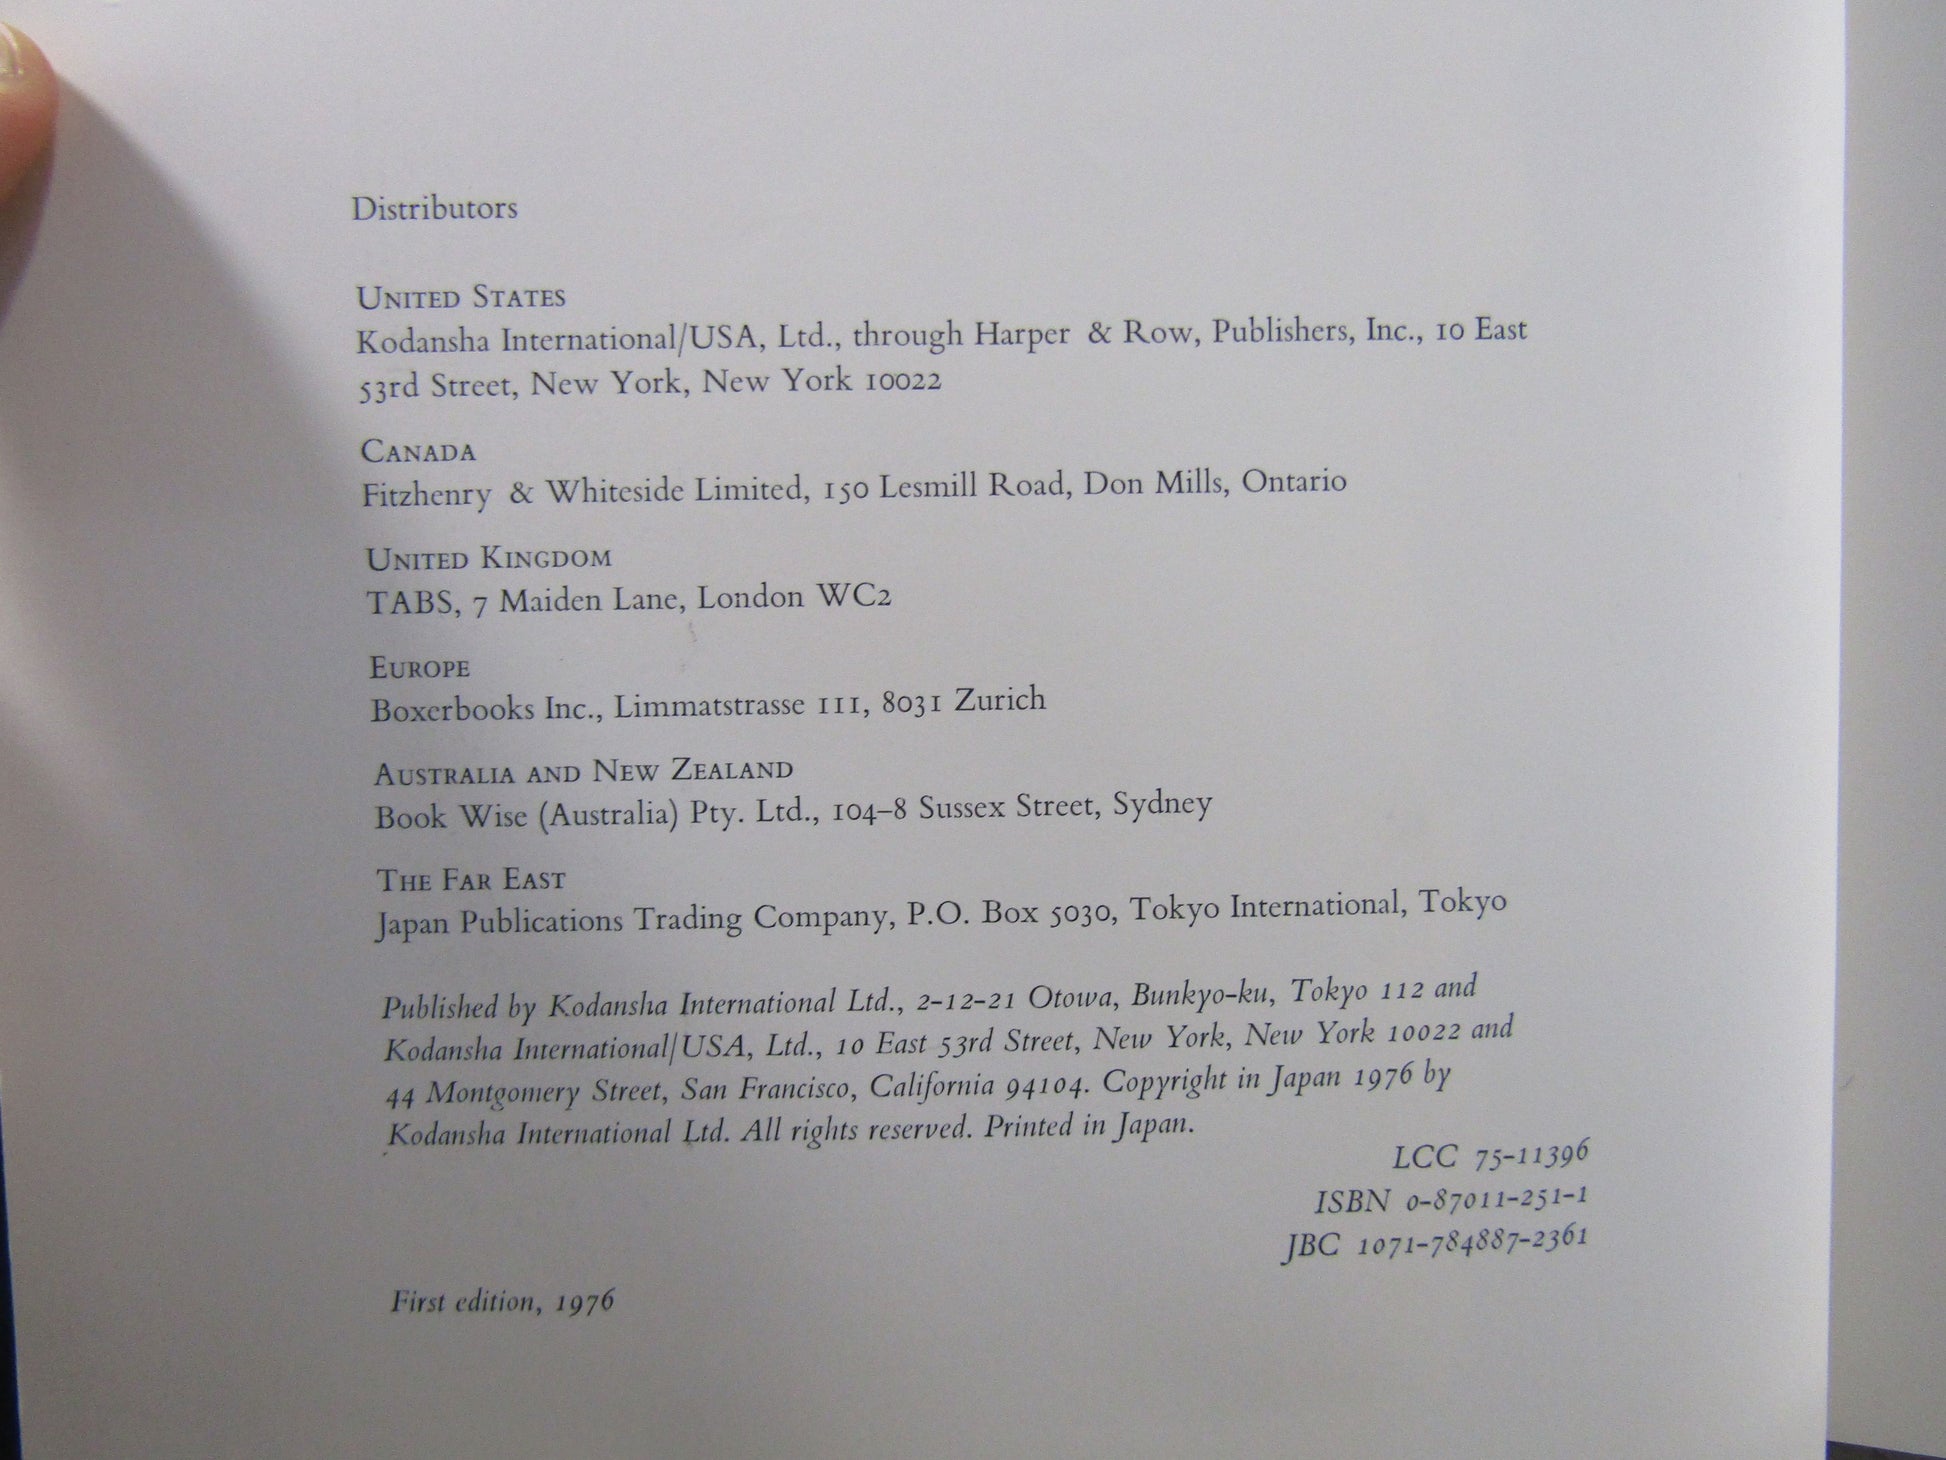 Distributors
UNITED STATES
Kodansha International/USA, Ltd., through Harper & Row, Publishers, Inc., 10 East
53rd Street, New York, New York 10022
CANADA
Fitzhenry & Whiteside Limited, 150 Lesmill Road, Don Mills, Ontario
UNITED KINGDOM
TABS, 7 Maiden Lane, London WC2
EUROPE
Boxerbooks Inc., Limmatstrasse 111, 8031 Zurich
AUSTRALIA AND NEW ZEALAND
Book Wise (Australia) Pty. Ltd., 104–8 Sussex Street, Sydney
THE FAR EAST
Japan Publications Trading Company, P.O. Box 5030, Tokyo International, Tokyo
Published by Kodansha International Ltd., 2-12-21 Otowa, Bunkyo-ku, Tokyo 112 and
Kodansha International/USA, Ltd., 10 East 53rd Street, New York, New York 10022 and
44 Montgomery Street, San Francisco, California 94104. Copyright in Japan 1976 by
Kodansha International Ltd. All rights reserved. Printed in Japan.
LCC 75-11396
ISBN 0-87011-251-1
JBC 1071-784887-2361
First edition, 1976